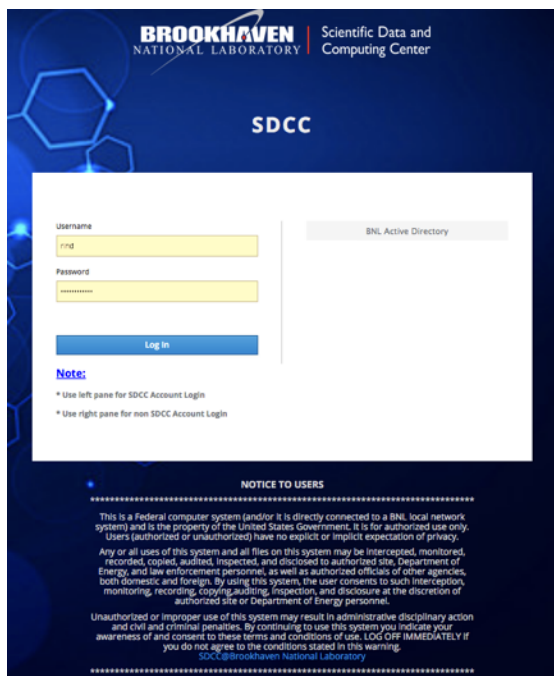 BROOKHAVEN
NATIONAL LABORATORY
Scientific Data and
Computing Center
SDCC
Username
rind
Password
************
Log In
Note:
* Use left pane for SDCC Account Login
* Use right pane for non SDCC Account Login
BNL Active Directory
NOTICE TO USERS
********************************************************************************
This is a Federal computer system (and/or it is directly connected to a BNL local network
system) and is the property of the United States Government. It is for authorized use only.
Users (authorized or unauthorized) have no explicit or implicit expectation of privacy.
Any or all uses of this system and all files on this system may be intercepted, monitored,
recorded, copied, audited, inspected, and disclosed to authorized site, Department of
Energy, and law enforcement personnel, as well as authorized officials of other agencies,
both domestic and foreign. By using this system, the user consents to such interception,
monitoring, recording, copying,auditing, inspection, and disclosure at the discretion of
authorized site or Department of Energy personnel.
Unauthorized or improper use of this system may result in administrative disciplinary action
and civil and criminal penalties. By continuing to use this system you indicate your
awareness of and consent to these terms and conditions of use. LOG OFF IMMEDIATELY if
you do not agree to the conditions stated in this warning.
SDCC@Brookhaven National Laboratory
********************************************************************************